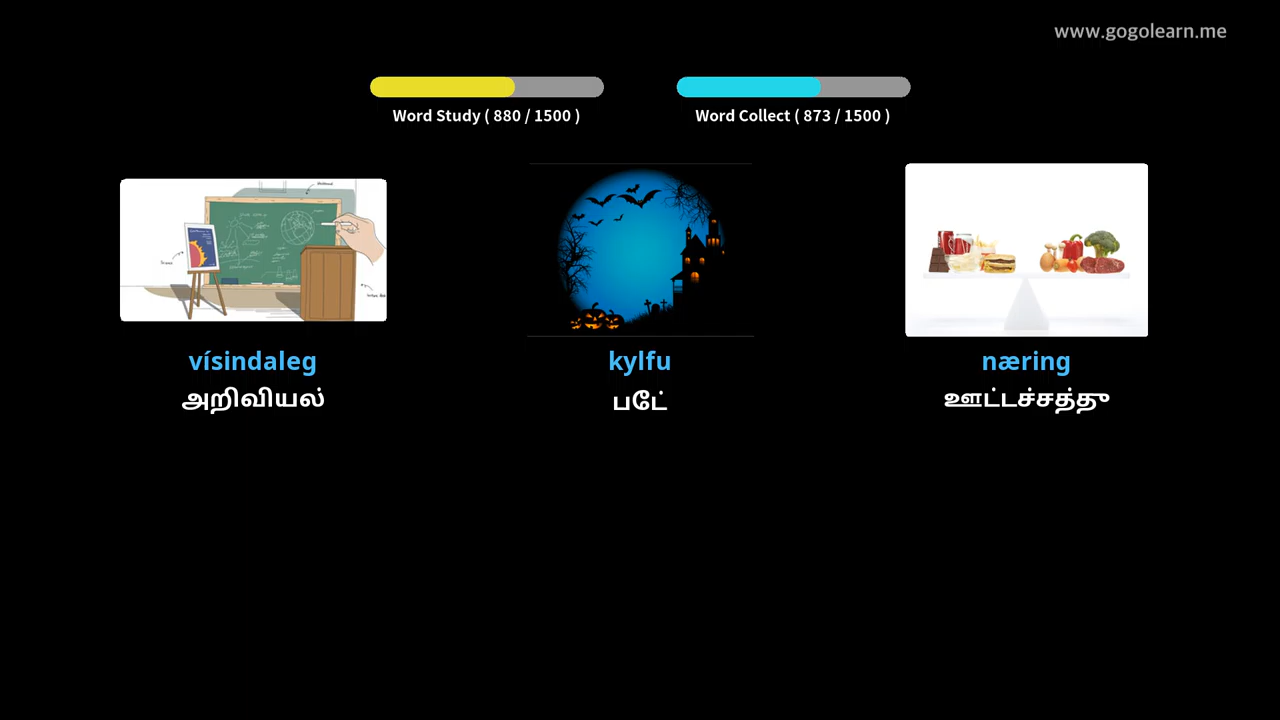 www.gogolearn.me
Word Study ( 880 / 1500 )
Word Collect ( 873 / 1500 )
vísindaleg
kylfu
næring
அறிவியல்
பேட்
ஊட்டச்சத்து